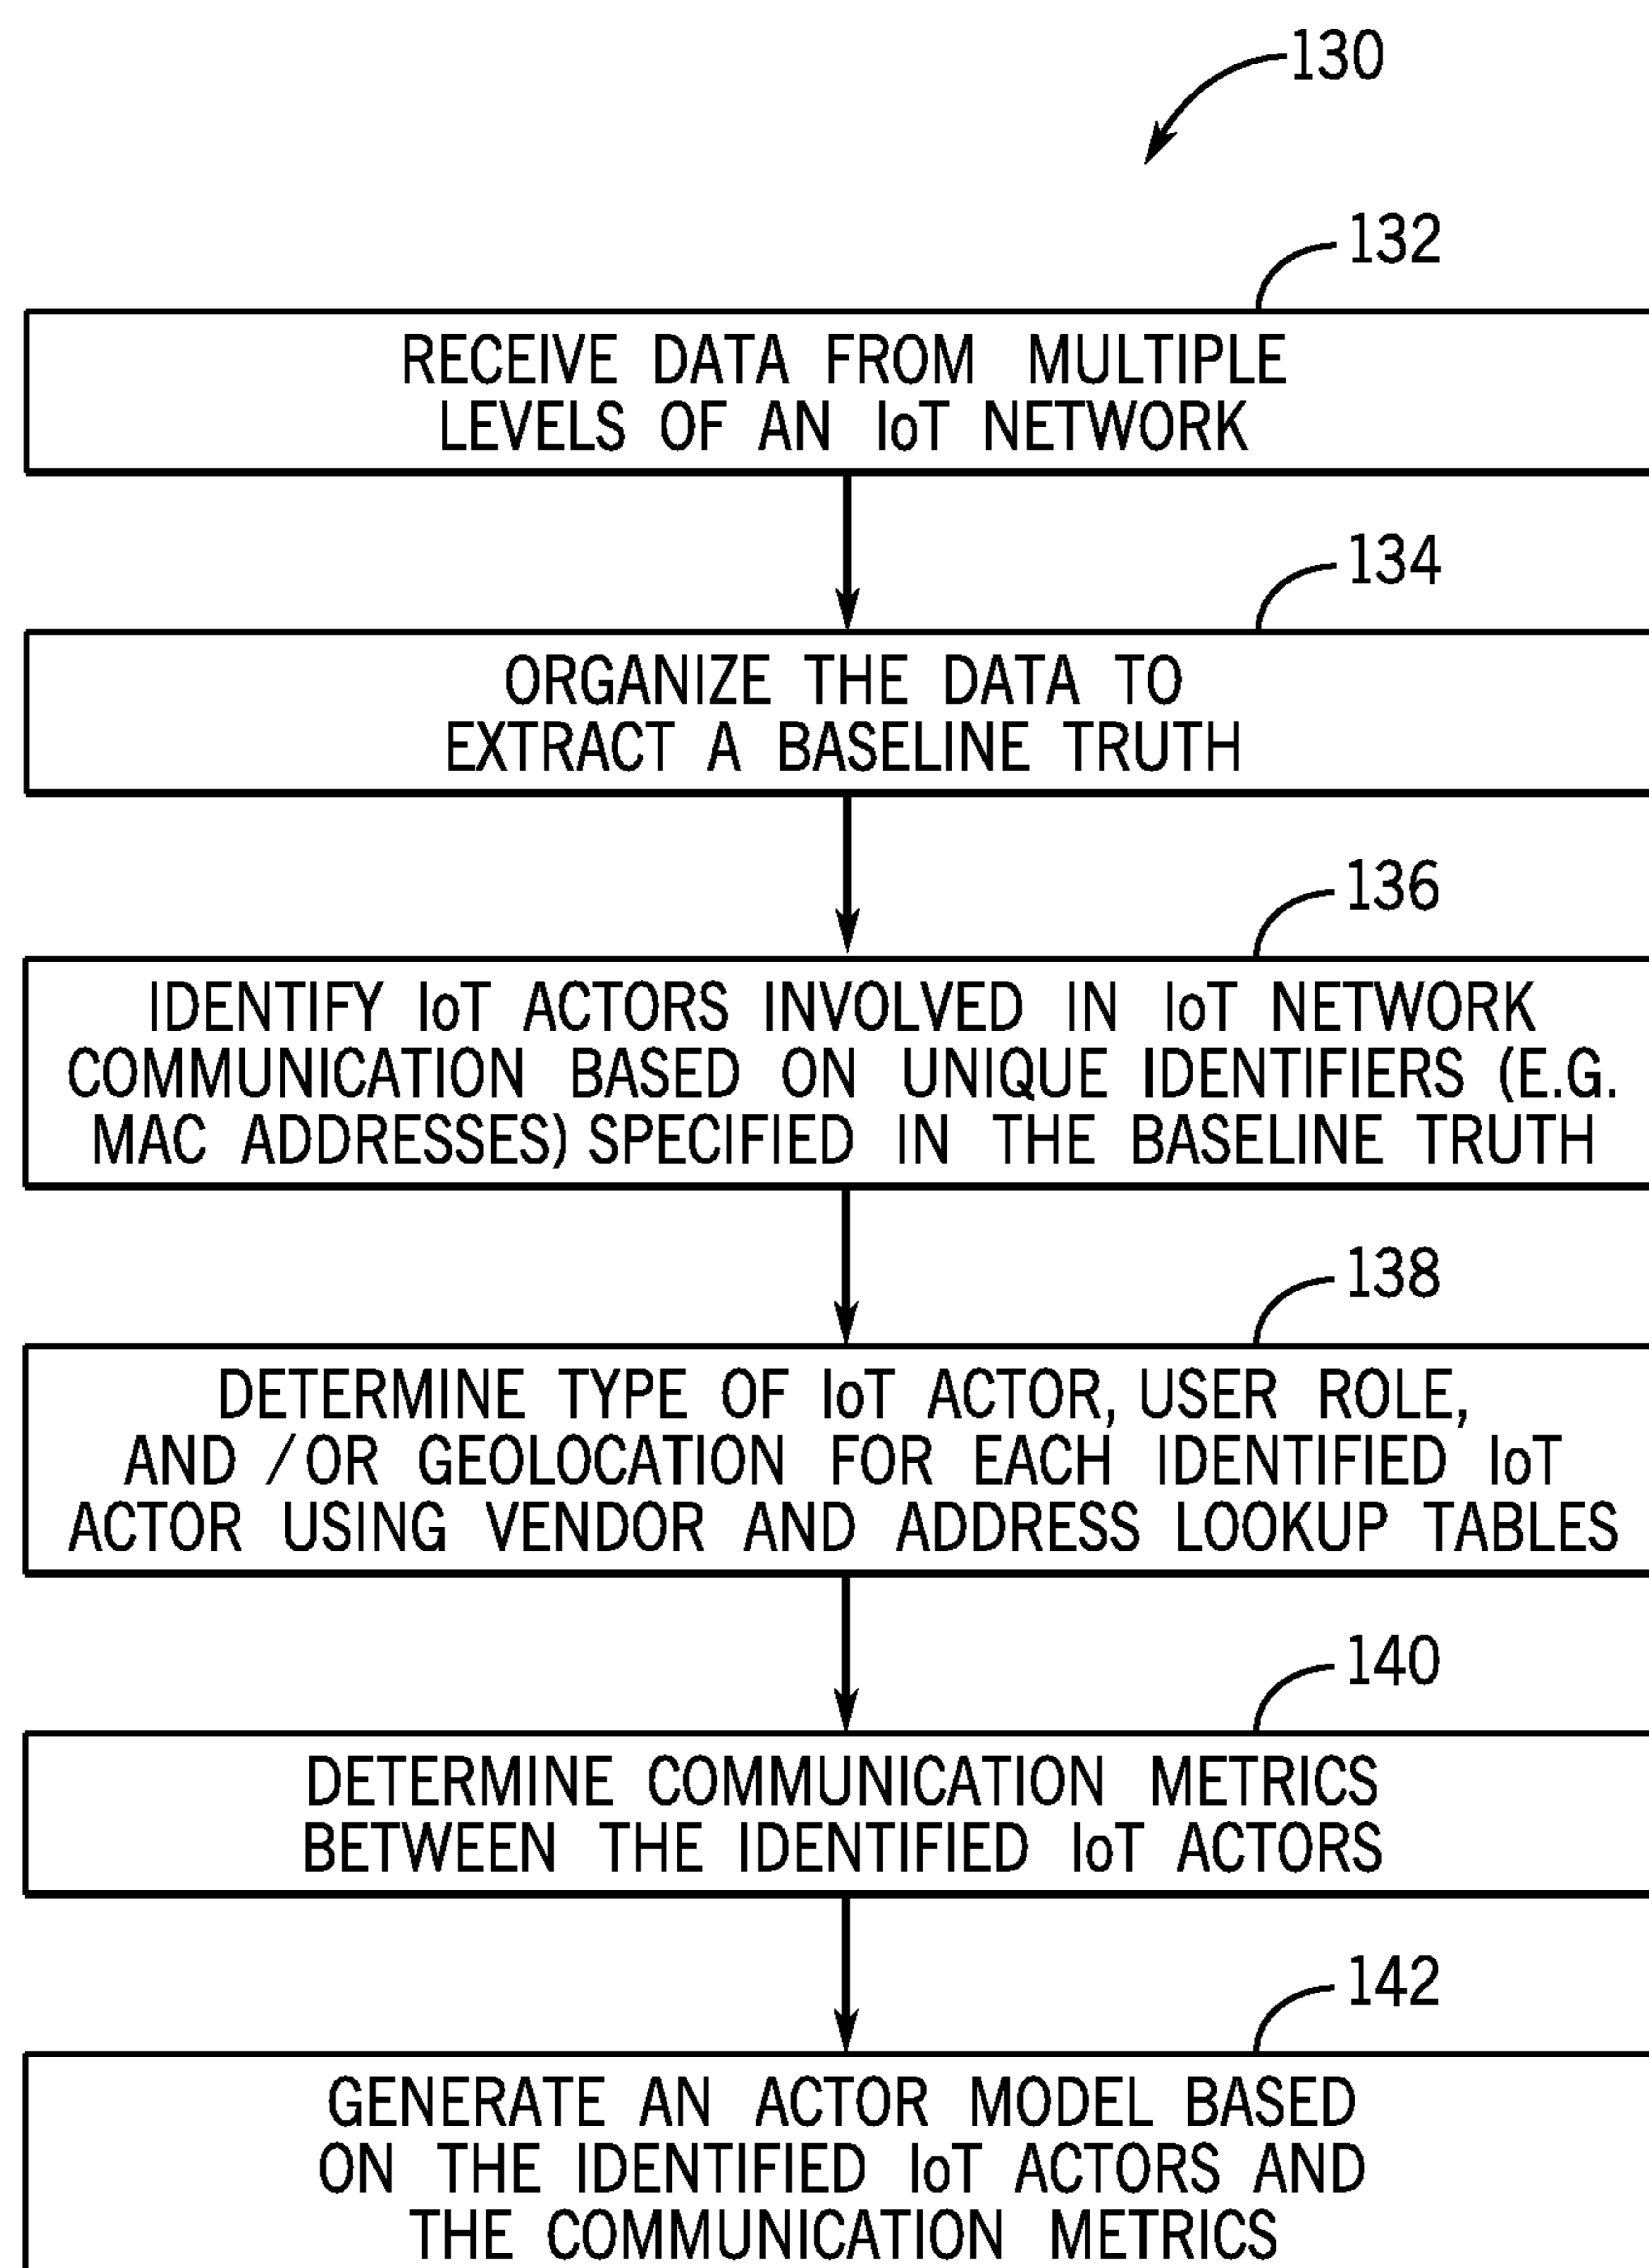 130
132
RECEIVE DATA FROM MULTIPLE
LEVELS OF AN IoT NETWORK
134
ORGANIZE THE DATA TO
EXTRACT A BASELINE TRUTH
136
IDENTIFY IoT ACTORS INVOLVED IN IoT NETWORK
COMMUNICATION BASED ON UNIQUE IDENTIFIERS (E.G.
MAC ADDRESSES) SPECIFIED IN THE BASELINE TRUTH
138
DETERMINE TYPE OF IoT ACTOR, USER ROLE,
AND /OR GEOLOCATION FOR EACH IDENTIFIED IoT
ACTOR USING VENDOR AND ADDRESS LOOKUP TABLES
140
DETERMINE COMMUNICATION METRICS
BETWEEN THE IDENTIFIED IoT ACTORS
142
GENERATE AN ACTOR MODEL BASED
ON THE IDENTIFIED IoT ACTORS AND
THE COMMUNICATION METRICS